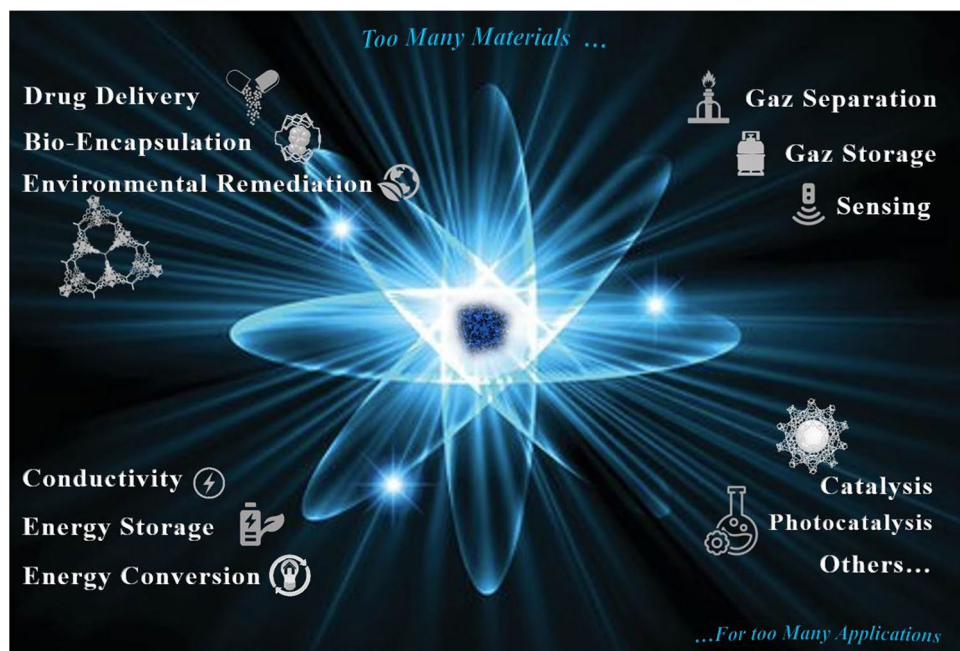 Too Many Materials ...
Drug Delivery
Bio-Encapsulation
Environmental Remediation
Gaz Separation
Gaz Storage
Sensing
Conductivity
Energy Storage
Energy Conversion
Catalysis
Photocatalysis
Others...
...For too Many Applications